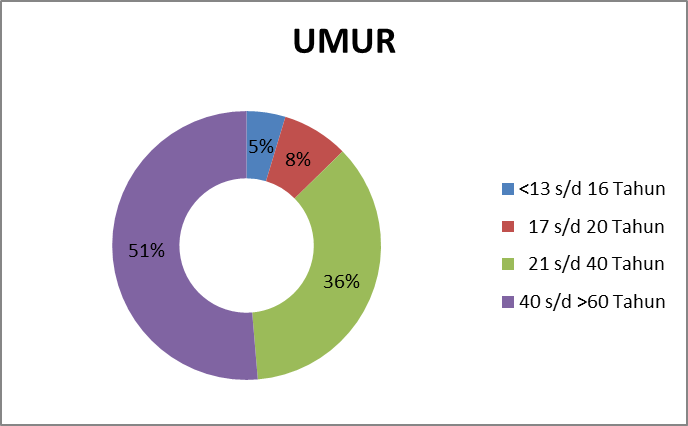 UMUR
5%
8%
36%
51%
<13 s/d 16 Tahun
17 s/d 20 Tahun
21 s/d 40 Tahun
40 s/d >60 Tahun